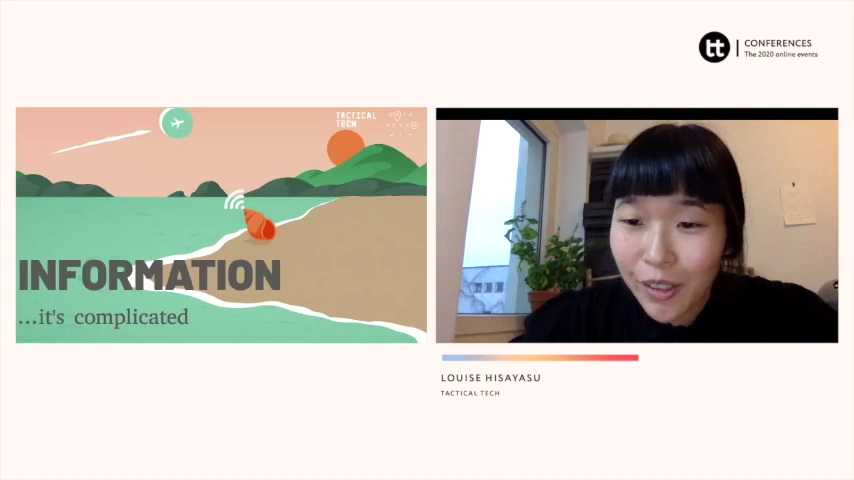 tt
CONFERENCES
The 2020 online events
TACTICAL
TECH
INFORMATION
...it's complicated
LOUISE HISAYASU
TACTICAL TECH